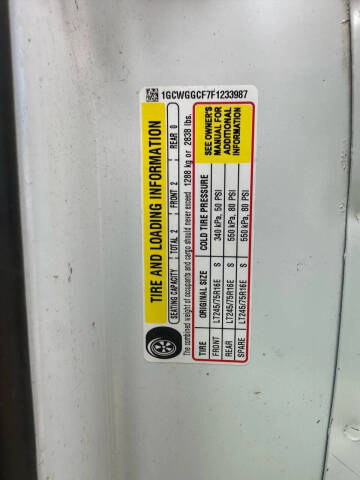 1GCWGGCF7F1233987
TIRE AND LOADING INFORMATION
SEATING CAPACITY TOTAL 2 FRONT 2 REAR 0
The combined weight of occupants and cargo should never exceed 1288 kg or 2838 lbs.
TIRE ORIGINAL SIZE COLD TIRE PRESSURE
FRONT LT245/75R16E S 340 kPa, 50 PSI
REAR LT245/75R16E S 550 kPa, 80 PSI
SPARE LT245/75R16E S 550 kPa, 80 PSI
SEE OWNER'S
MANUAL FOR
ADDITIONAL
INFORMATION